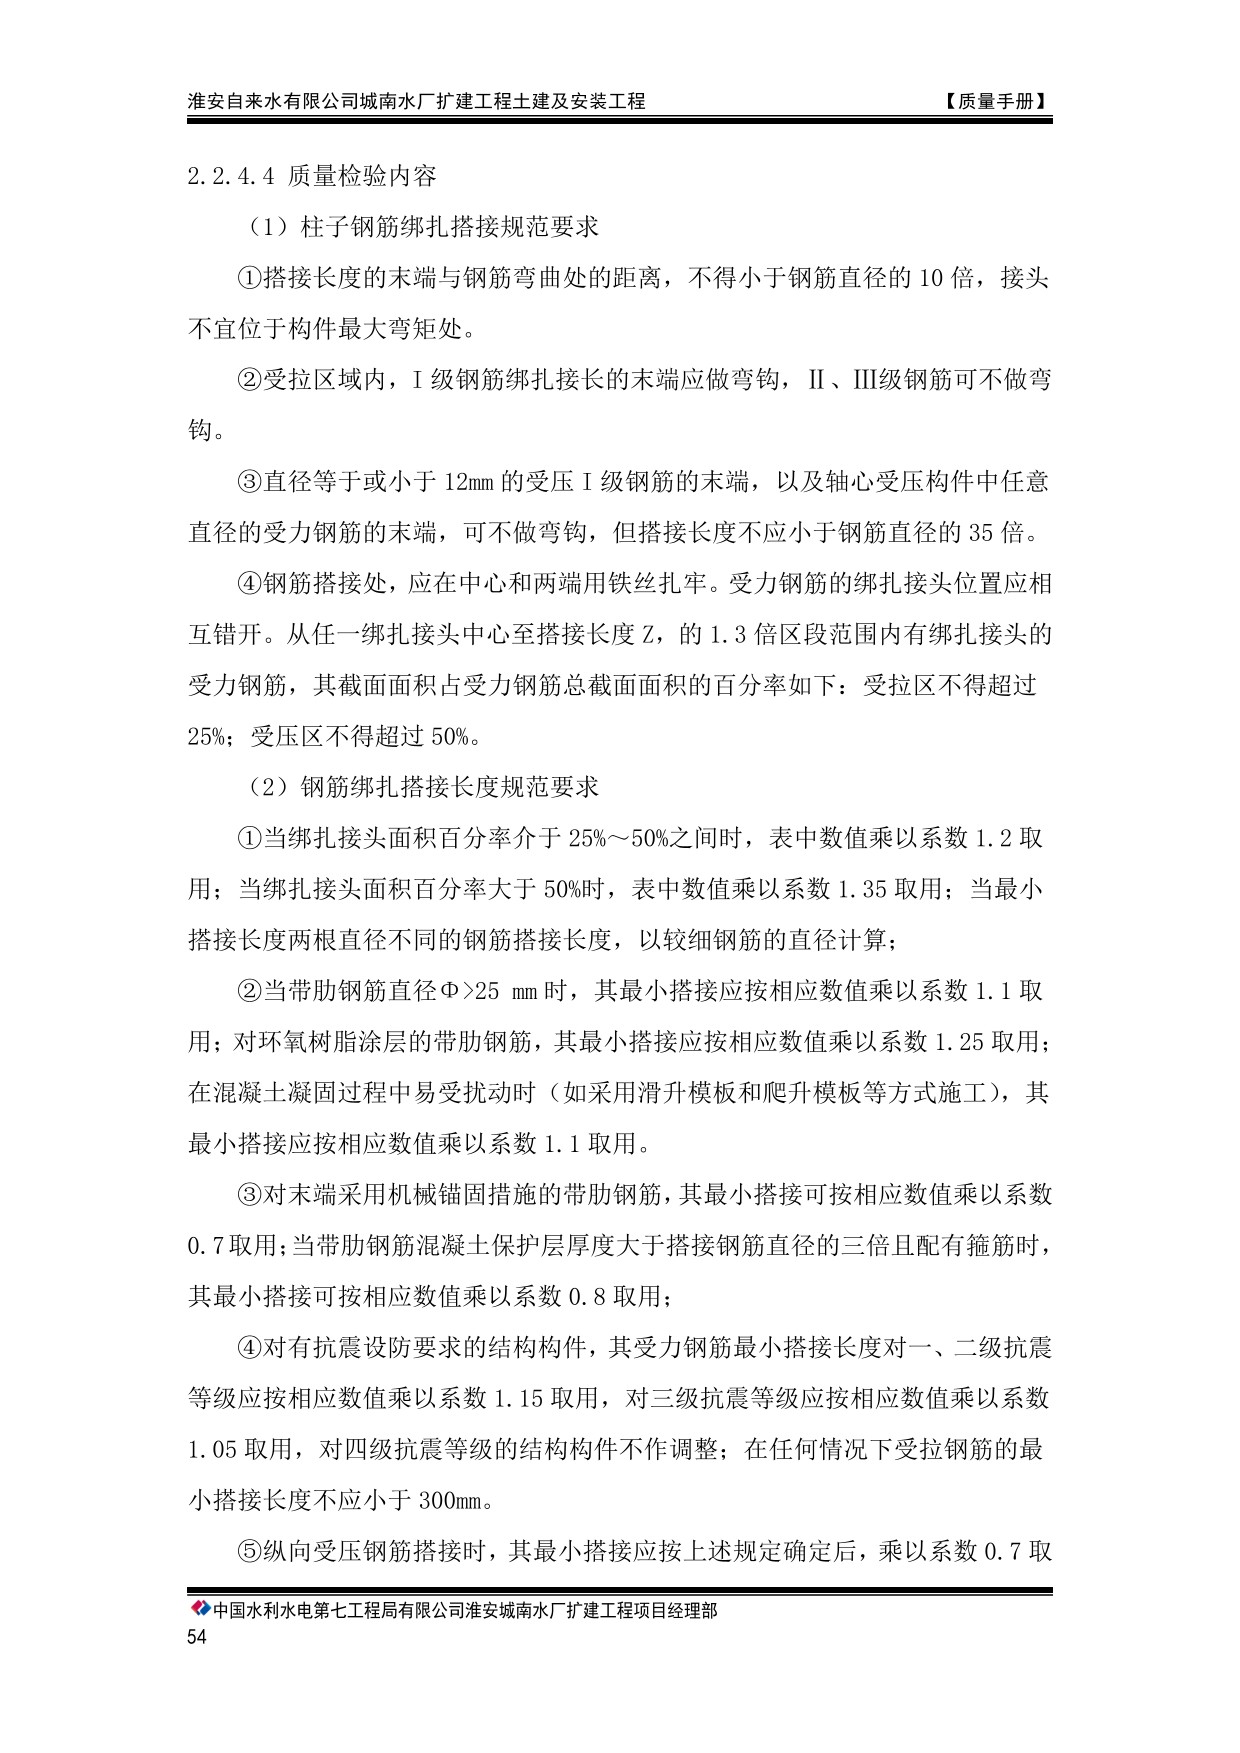 淮安自来水有限公司城南水厂扩建工程土建及安装工程 【质量手册】
2.2.4.4 质量检验内容
（1）柱子钢筋绑扎搭接规范要求
①搭接长度的末端与钢筋弯曲处的距离，不得小于钢筋直径的 10 倍，接头
不宜位于构件最大弯矩处。
②受拉区域内，I 级钢筋绑扎接长的末端应做弯钩，Ⅱ、Ⅲ级钢筋可不做弯
钩。
③直径等于或小于 12mm 的受压 I 级钢筋的末端，以及轴心受压构件中任意
直径的受力钢筋的末端，可不做弯钩，但搭接长度不应小于钢筋直径的 35 倍。
④钢筋搭接处，应在中心和两端用铁丝扎牢。受力钢筋的绑扎接头位置应相
互错开。从任一绑扎接头中心至搭接长度 Z，的 1.3 倍区段范围内有绑扎接头的
受力钢筋，其截面面积占受力钢筋总截面面积的百分率如下：受拉区不得超过
25%；受压区不得超过 50%。
（2）钢筋绑扎搭接长度规范要求
①当绑扎接头面积百分率介于 25%～50%之间时，表中数值乘以系数 1.2 取
用；当绑扎接头面积百分率大于 50%时，表中数值乘以系数 1.35 取用；当最小
搭接长度两根直径不同的钢筋搭接长度，以较细钢筋的直径计算；
②当带肋钢筋直径Φ>25 mm 时，其最小搭接应按相应数值乘以系数 1.1 取
用；对环氧树脂涂层的带肋钢筋，其最小搭接应按相应数值乘以系数 1.25 取用；
在混凝土凝固过程中易受扰动时（如采用滑升模板和爬升模板等方式施工），其
最小搭接应按相应数值乘以系数 1.1 取用。
③对末端采用机械锚固措施的带肋钢筋，其最小搭接可按相应数值乘以系数
0.7 取用；当带肋钢筋混凝土保护层厚度大于搭接钢筋直径的三倍且配有箍筋时，
其最小搭接可按相应数值乘以系数 0.8 取用；
④对有抗震设防要求的结构构件，其受力钢筋最小搭接长度对一、二级抗震
等级应按相应数值乘以系数 1.15 取用，对三级抗震等级应按相应数值乘以系数
1.05 取用，对四级抗震等级的结构构件不作调整；在任何情况下受拉钢筋的最
小搭接长度不应小于 300mm。
⑤纵向受压钢筋搭接时，其最小搭接应按上述规定确定后，乘以系数 0.7 取
中国水利水电第七工程局有限公司淮安城南水厂扩建工程项目经理部
54